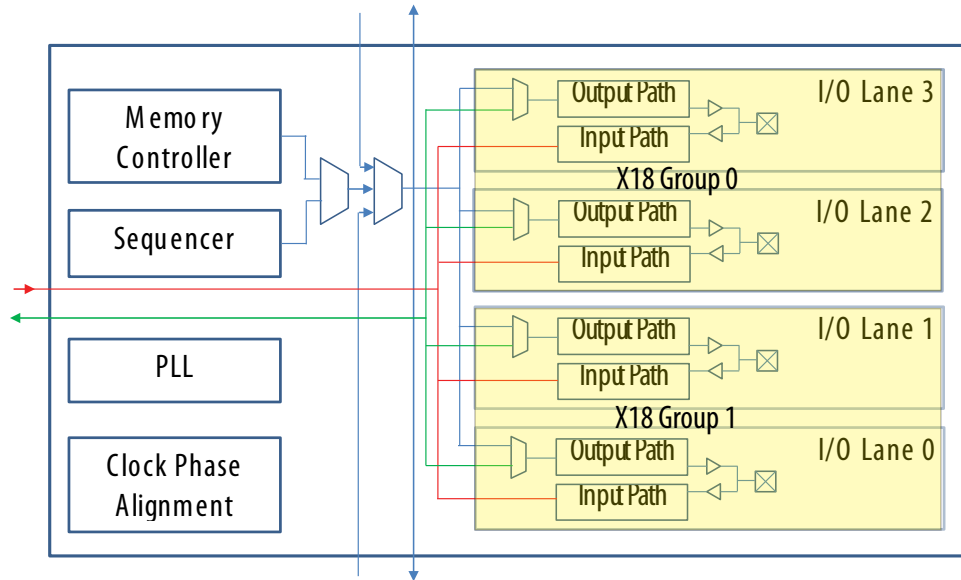 Memory
Controller
Sequencer
PLL
Clock Phase
Alignment
Output Path
I/O Lane 3
Input Path
X18 Group 0
Output Path
I/O Lane 2
Input Path
Output Path
I/O Lane 1
Input Path
X18 Group 1
Output Path
I/O Lane 0
Input Path